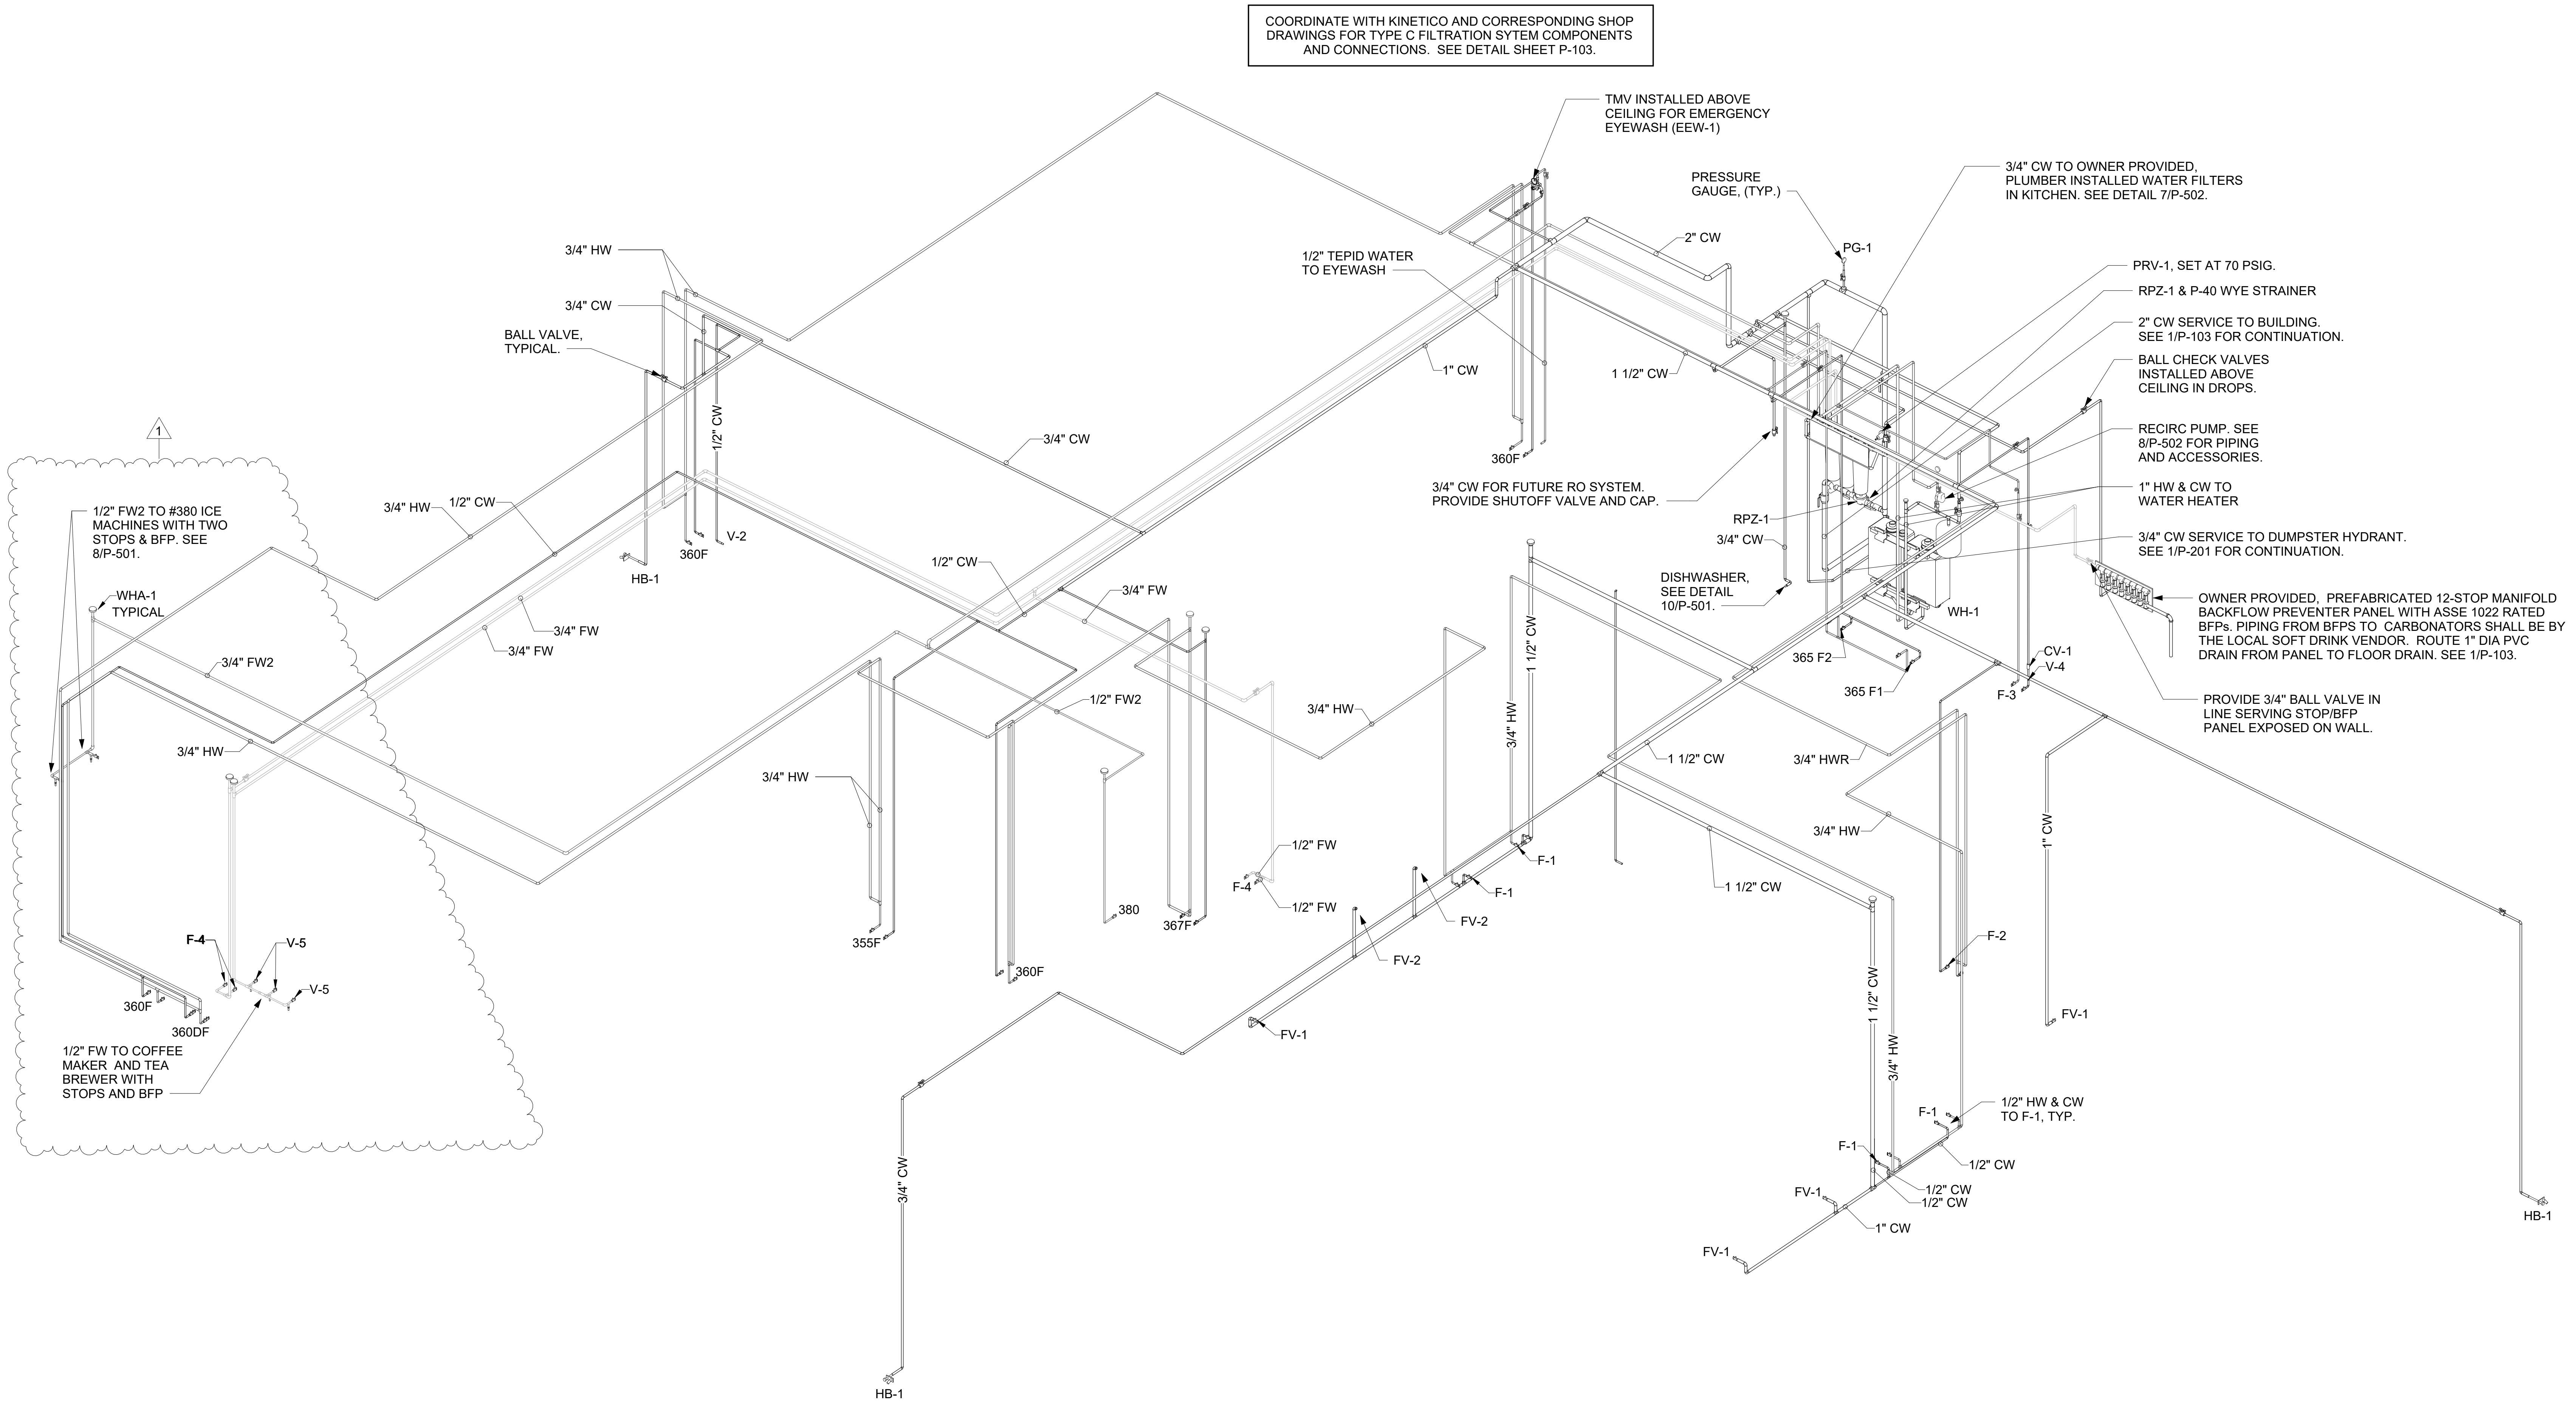 COORDINATE WITH KINETICO AND CORRESPONDING SHOP
DRAWINGS FOR TYPE C FILTRATION SYTEM COMPONENTS
AND CONNECTIONS. SEE DETAIL SHEET P-103.
TMV INSTALLED ABOVE
CEILING FOR EMERGENCY
EYEWASH (EEW-1)
PRESSURE
GAUGE, (TYP.)
3/4" CW TO OWNER PROVIDED,
PLUMBER INSTALLED WATER FILTERS
IN KITCHEN. SEE DETAIL 7/P-502.
2" CW
PG-1
1/2" TEPID WATER
TO EYEWASH
PRV-1, SET AT 70 PSIG.
RPZ-1 & P-40 WYE STRAINER
2" CW SERVICE TO BUILDING.
SEE 1/P-103 FOR CONTINUATION.
BALL CHECK VALVES
INSTALLED ABOVE
CEILING IN DROPS.
RECIRC PUMP. SEE
8/P-502 FOR PIPING
AND ACCESSORIES.
1" HW & CW TO
WATER HEATER
3/4" CW SERVICE TO DUMPSTER HYDRANT.
SEE 1/P-201 FOR CONTINUATION.
OWNER PROVIDED, PREFABRICATED 12-STOP MANIFOLD
BACKFLOW PREVENTER PANEL WITH ASSE 1022 RATED
BFPs. PIPING FROM BFPS TO CARBONATORS SHALL BE BY
THE LOCAL SOFT DRINK VENDOR. ROUTE 1" DIA PVC
DRAIN FROM PANEL TO FLOOR DRAIN. SEE 1/P-103.
PROVIDE 3/4" BALL VALVE IN
LINE SERVING STOP/BFP
PANEL EXPOSED ON WALL.
3/4" HW
3/4" CW
BALL VALVE,
TYPICAL.
1/2" CW
1" CW
1 1/2" CW
3/4" CW
360F
3/4" CW FOR FUTURE RO SYSTEM.
PROVIDE SHUTOFF VALVE AND CAP.
RPZ-1
3/4" CW
DISHWASHER,
SEE DETAIL
10/P-501.
WH-1
365 F2
365 F1
CV-1
V-4
F-3
1
1/2" FW2 TO #380 ICE
MACHINES WITH TWO
STOPS & BFP. SEE
8/P-501.
WHA-1
TYPICAL
3/4" HW
1/2" CW
V-2
360F
HB-1
1/2" CW
3/4" FW
3/4" FW
3/4" FW
3/4" FW2
3/4" HW
1/2" FW2
3/4" HW
3/4" HW
1 1/2" CW
3/4" HW
1 1/2" CW
3/4" HWR
3/4" HW
1" CW
1 1/2" CW
1/2" FW
F-4
1/2" FW
F-1
F-1
380
367F
355F
360F
FV-2
FV-2
F-2
F-4
V-5
V-5
360F
360DF
1/2" FW TO COFFEE
MAKER AND TEA
BREWER WITH
STOPS AND BFP
FV-1
FV-1
1 1/2" CW
3/4" HW
3/4" CW
1/2" HW & CW
TO F-1, TYP.
F-1
F-1
1/2" CW
1/2" CW
1/2" CW
FV-1
1" CW
FV-1
HB-1
HB-1